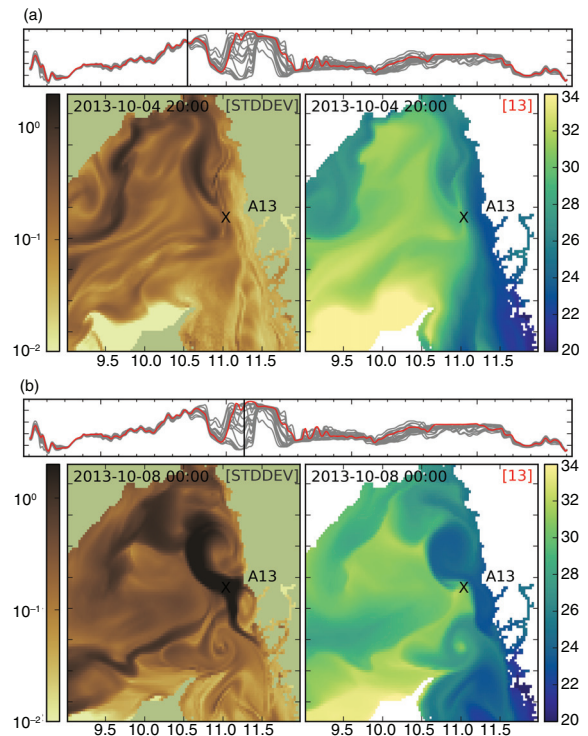 (a)
2013-10-04 20:00 [STDDEV]
2013-10-04 20:00 [13]
A13
X
A13
X
10⁰
10⁻¹
10⁻²
34
32
30
28
26
24
22
20
9.5 10.0 10.5 11.0 11.5
9.5 10.0 10.5 11.0 11.5
(b)
2013-10-08 00:00 [STDDEV]
2013-10-08 00:00 [13]
A13
X
A13
X
10⁰
10⁻¹
10⁻²
34
32
30
28
26
24
22
20
9.5 10.0 10.5 11.0 11.5
9.5 10.0 10.5 11.0 11.5